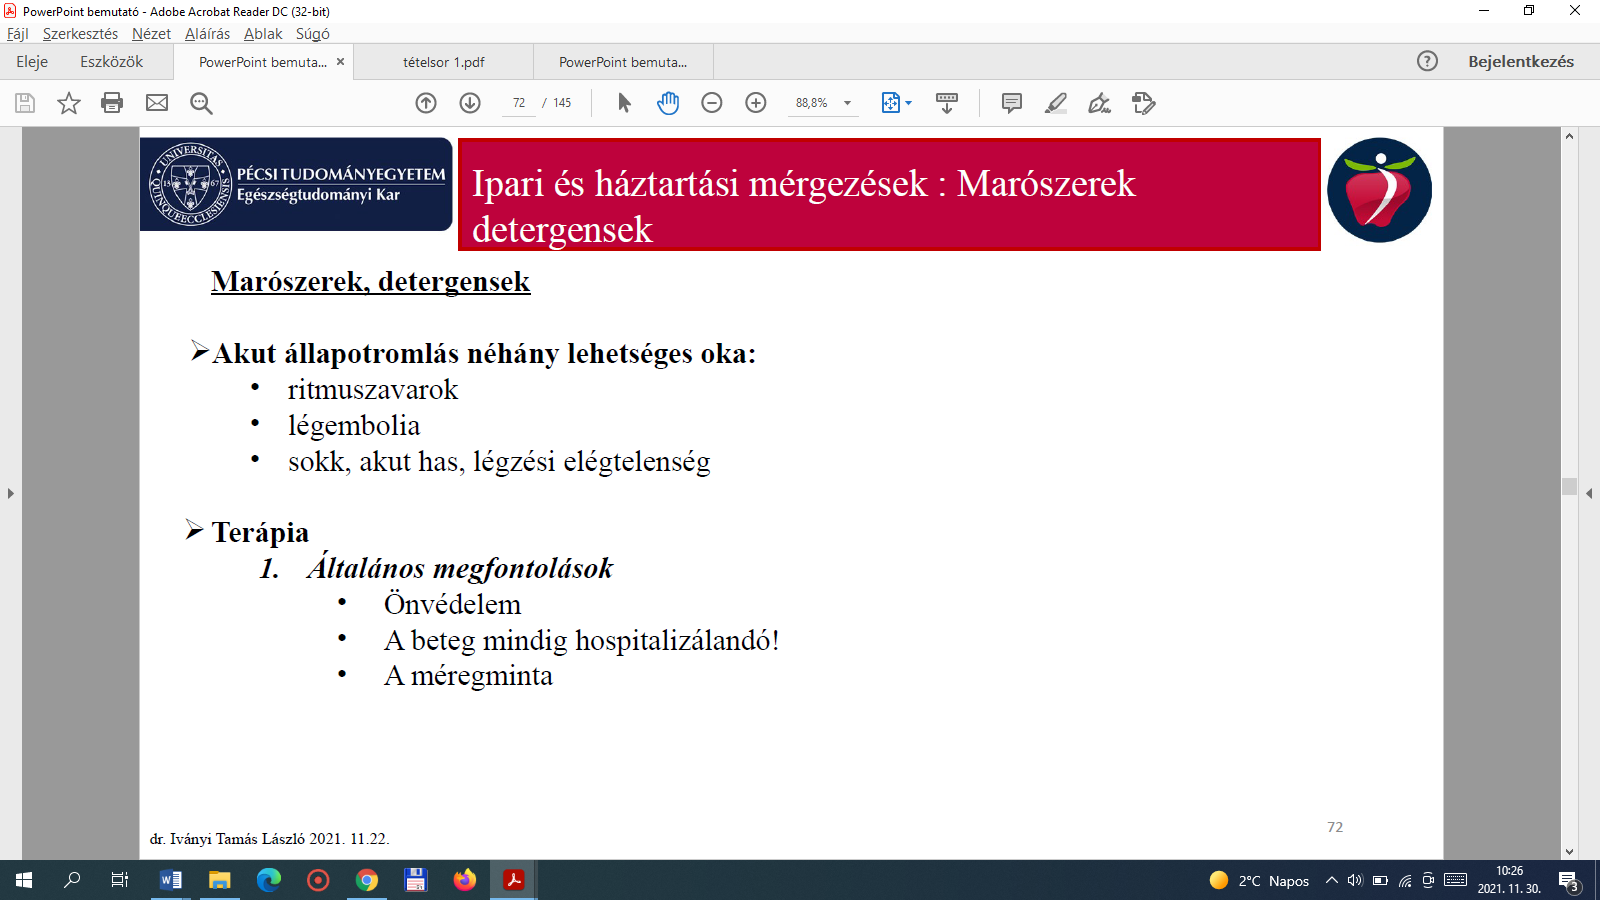 PowerPoint bemutató - Adobe Acrobat Reader DC (32-bit)
Fájl Szerkesztés Nézet Aláírás Ablak Súgó
Eleje Eszközök PowerPoint bemuta... × tételsor 1.pdf PowerPoint bemuta... ? Bejelentkezés
72 / 145 88,8%
UNIVERSITAS QUINQUEECCLESIENSIS
1367
PÉCSI TUDOMÁNYEGYETEM
Egészségtudományi Kar
Ipari és háztartási mérgezések : Marószerek
detergensek
Marószerek, detergensek
Akut állapotromlás néhány lehetséges oka:
• ritmuszavarok
• légembolia
• sokk, akut has, légzési elégtelenség
Terápia
1. Általános megfontolások
• Önvédelem
• A beteg mindig hospitalizálandó!
• A méregminta
72
dr. Iványi Tamás László 2021. 11.22.
2°C Napos
10:26
2021. 11. 30.
3